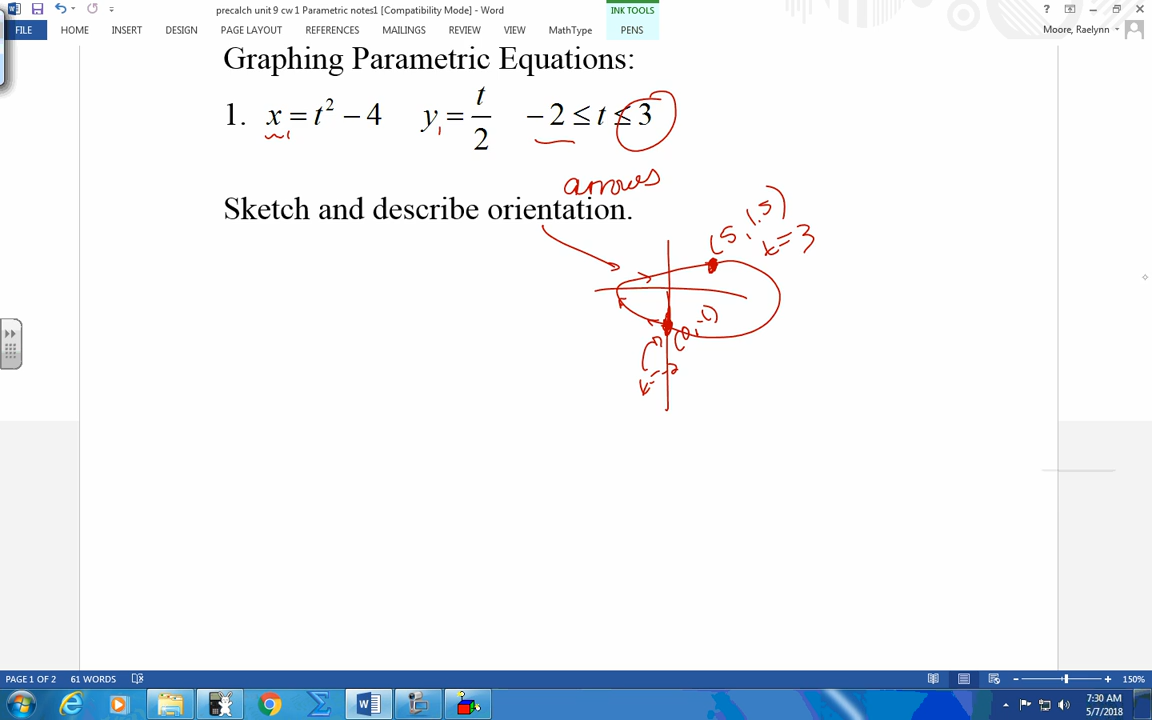 precalch unit 9 cw 1 Parametric notes1 [Compatibility Mode] - Word
INK TOOLS
?
FILE HOME INSERT DESIGN PAGE LAYOUT REFERENCES MAILINGS REVIEW VIEW MathType PENS
Moore, Raelynn
Graphing Parametric Equations:
1. x = t² − 4 y = t/2 −2 ≤ t ≤ 3
arrows
Sketch and describe orientation.
(5, 1.5)
t=3
(0, -1)
t=-2
PAGE 1 OF 2 61 WORDS
150%
7:30 AM
5/7/2018